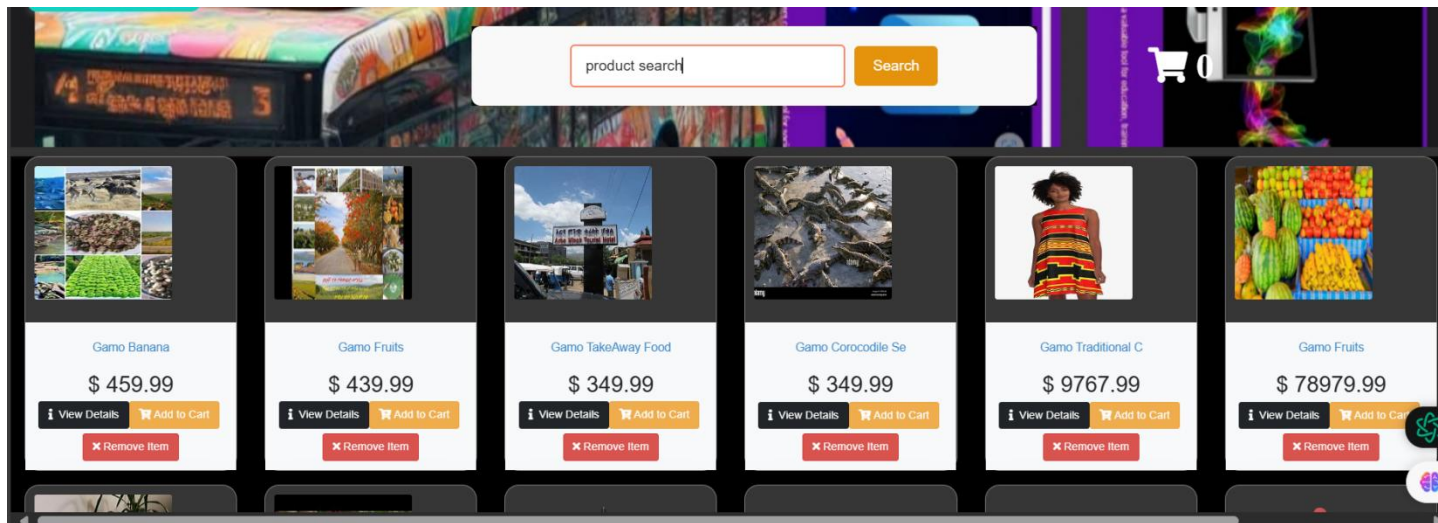 product search
Search
0
3
Gamo Banana
Gamo Fruits
Gamo TakeAway Food
Gamo Corocodile Se
Gamo Traditional C
Gamo Fruits
$ 459.99
$ 439.99
$ 349.99
$ 349.99
$ 9767.99
$ 78979.99
View Details Add to Cart
View Details Add to Cart
View Details Add to Cart
View Details Add to Cart
View Details Add to Cart
View Details Add to Cart
Remove Item
Remove Item
Remove Item
Remove Item
Remove Item
Remove Item